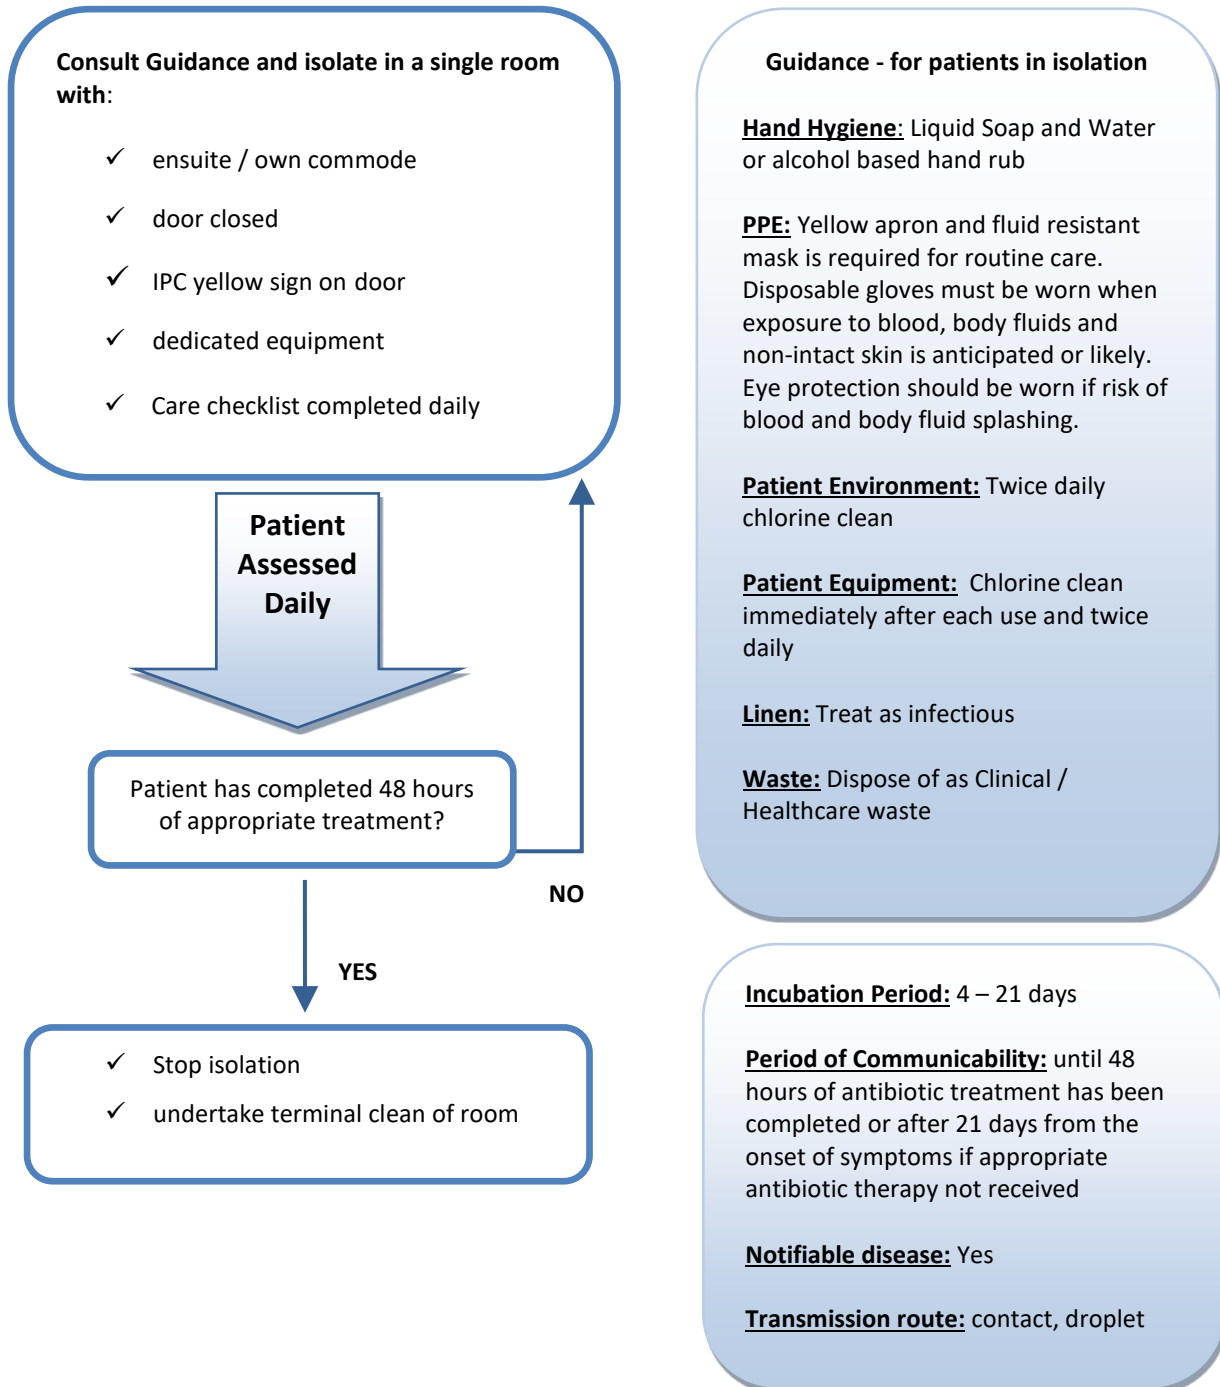 Consult Guidance and isolate in a single room
with:
✓ ensuite / own commode
✓ door closed
✓ IPC yellow sign on door
✓ dedicated equipment
✓ Care checklist completed daily
Patient
Assessed
Daily
Patient has completed 48 hours
of appropriate treatment?
NO
YES
✓ Stop isolation
✓ undertake terminal clean of room
Guidance - for patients in isolation
Hand Hygiene: Liquid Soap and Water
or alcohol based hand rub
PPE: Yellow apron and fluid resistant
mask is required for routine care.
Disposable gloves must be worn when
exposure to blood, body fluids and
non-intact skin is anticipated or likely.
Eye protection should be worn if risk of
blood and body fluid splashing.
Patient Environment: Twice daily
chlorine clean
Patient Equipment: Chlorine clean
immediately after each use and twice
daily
Linen: Treat as infectious
Waste: Dispose of as Clinical /
Healthcare waste
Incubation Period: 4 – 21 days
Period of Communicability: until 48
hours of antibiotic treatment has been
completed or after 21 days from the
onset of symptoms if appropriate
antibiotic therapy not received
Notifiable disease: Yes
Transmission route: contact, droplet